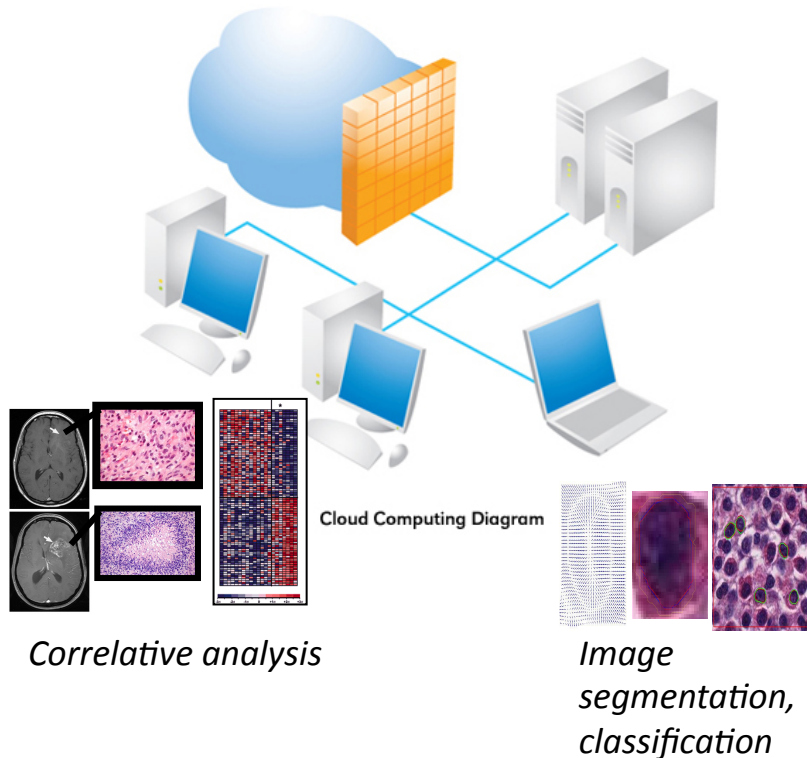 Cloud Computing Diagram
Correlative analysis
Image
segmentation,
classification